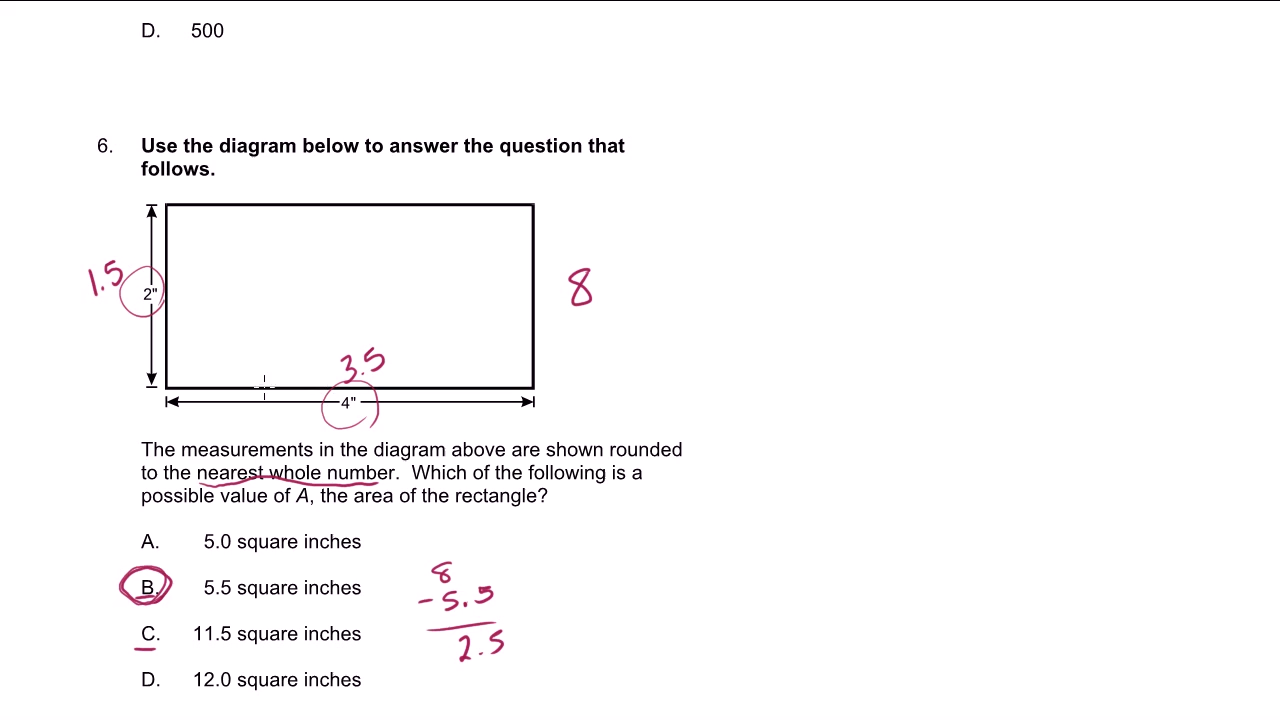 D. 500
6. Use the diagram below to answer the question that
follows.
1.5
2"
8
3.5
4"
The measurements in the diagram above are shown rounded
to the nearest whole number. Which of the following is a
possible value of A, the area of the rectangle?
A. 5.0 square inches
B. 5.5 square inches
C. 11.5 square inches
D. 12.0 square inches
8
- 5.5
2.5